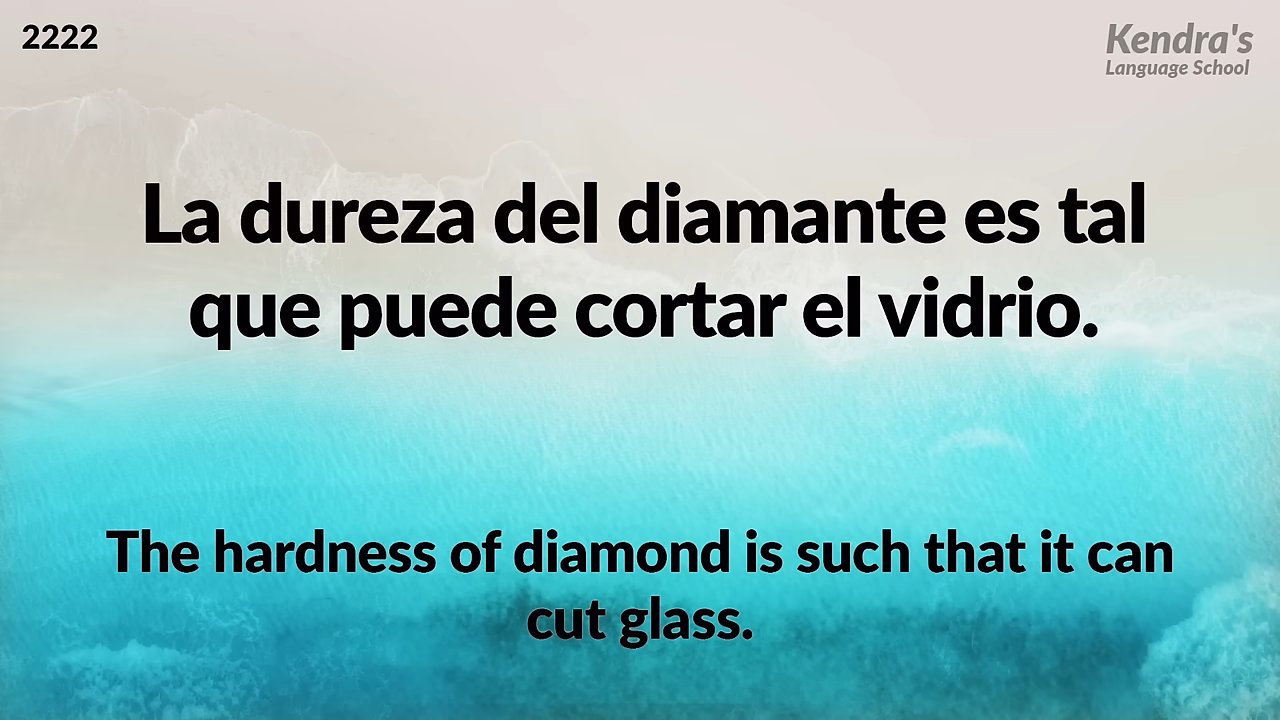 2222
Kendra's
Language School
La dureza del diamante es tal
que puede cortar el vidrio.
The hardness of diamond is such that it can
cut glass.